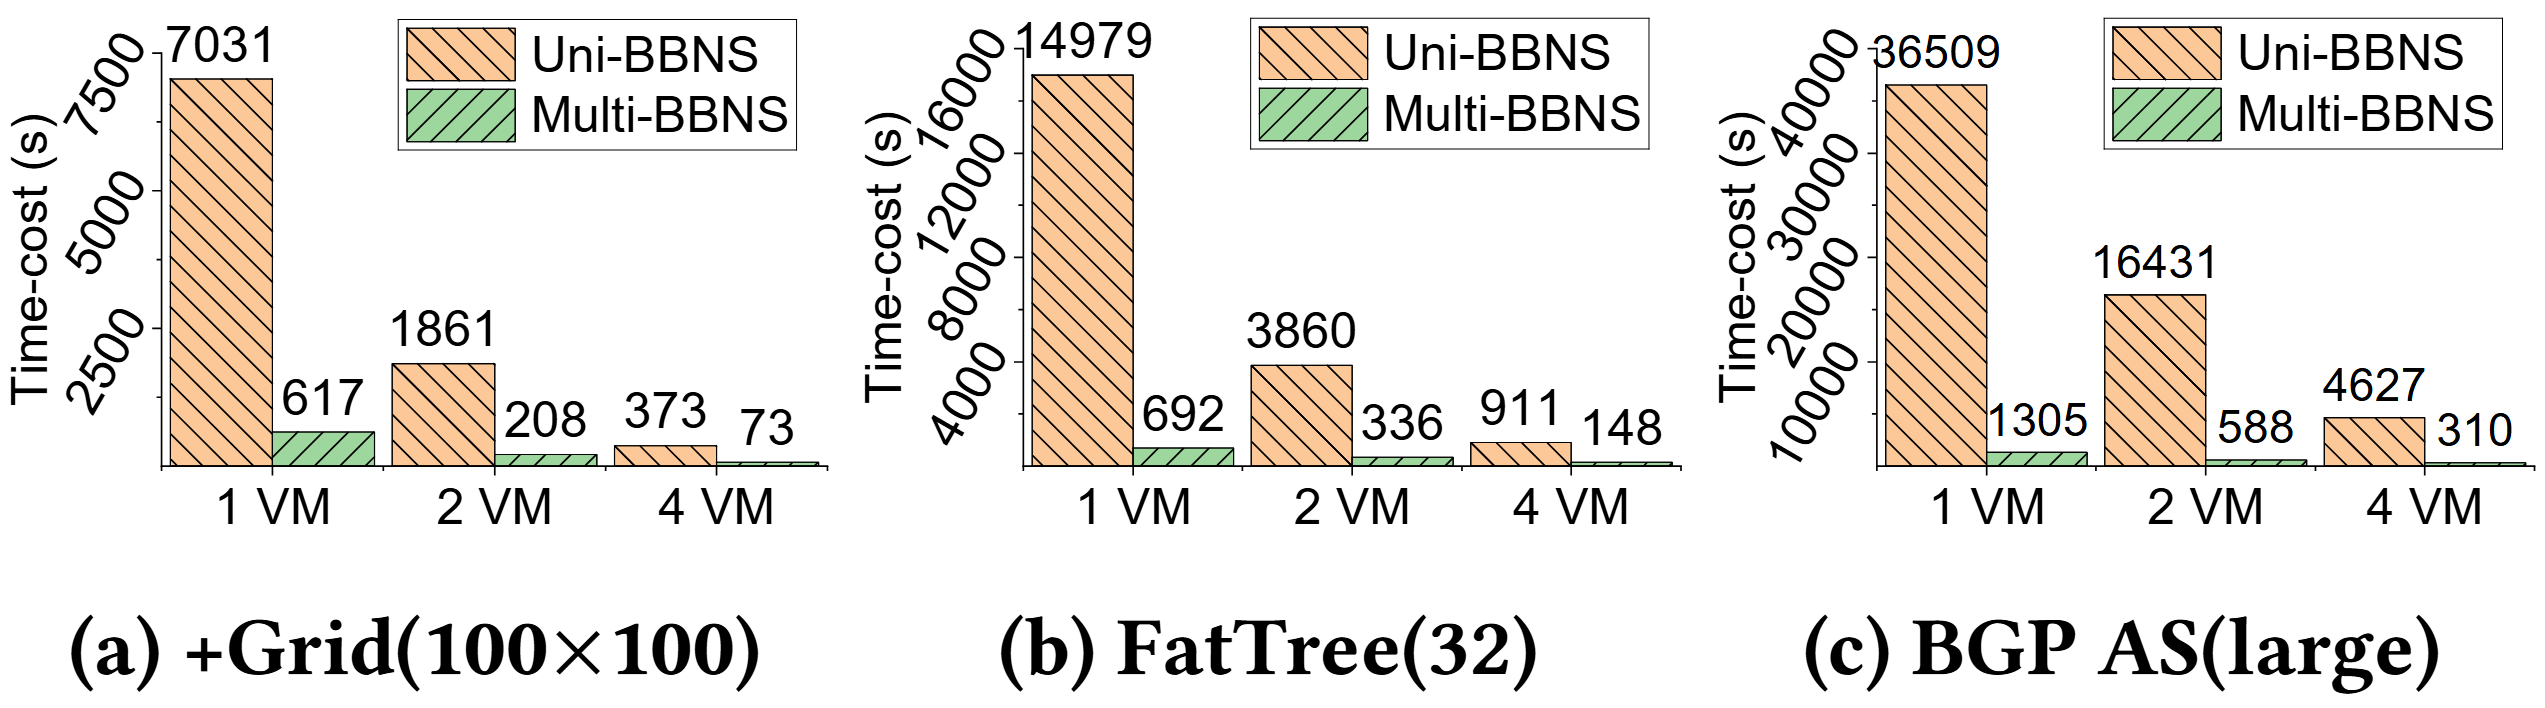 Time-cost (s)
7500
5000
2500
7031
617
1861
208
373
73
Uni-BBNS
Multi-BBNS
1 VM
2 VM
4 VM
(a) +Grid(100×100)
Time-cost (s)
16000
12000
8000
4000
14979
692
3860
336
911
148
Uni-BBNS
Multi-BBNS
1 VM
2 VM
4 VM
(b) FatTree(32)
Time-cost (s)
40000
30000
20000
10000
36509
1305
16431
588
4627
310
Uni-BBNS
Multi-BBNS
1 VM
2 VM
4 VM
(c) BGP AS(large)